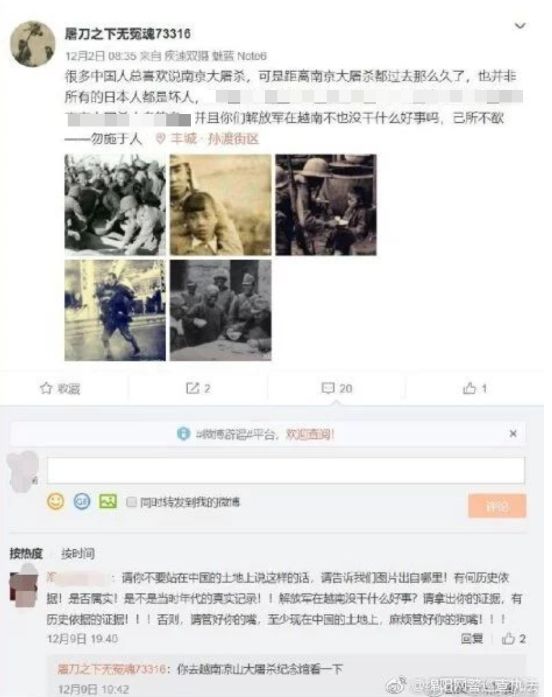 屠刀之下无冤魂73316
12月2日 08:35 来自 疾速双摄 魅蓝 Note6
很多中国人总喜欢说南京大屠杀，可是距离南京大屠杀都过去那么久了，也并非
所有的日本人都是坏人，
并且你们解放军在越南不也没干什么好事吗，己所不欲
——勿施于人 丰城·孙渡街区
收藏
2
20
1
#微博辟谣#平台，欢迎查阅！
GIF
同时转发到我的微博
评论
按热度 按时间
：请你不要站在中国的土地上说这样的话，请告诉我们图片出自哪里！有何历史依
据！是否属实！是不是当时年代的真实记录！！解放军在越南没干什么好事？请拿出你的证据，有
历史依据的证据！！！否则，请管好你的嘴，至少现在中国的土地上，麻烦管好你的狗嘴！！！
12月9日 19:40
回复
2
屠刀之下无冤魂73316：你去越南凉山大屠杀纪念馆看一下
12月9日 19:42